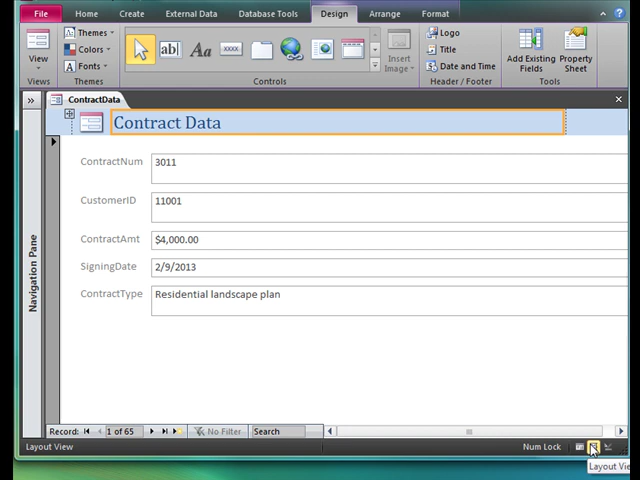 File Home Create External Data Database Tools Design Arrange Format
View
Themes
Colors
Fonts
ab|
Aa
xxxx
Insert
Image
Logo
Title
Date and Time
Add Existing
Fields
Property
Sheet
Views Themes Controls Header / Footer Tools
ContractData
Contract Data
ContractNum 3011
CustomerID 11001
ContractAmt $4,000.00
SigningDate 2/9/2013
ContractType Residential landscape plan
Navigation Pane
Record: 1 of 65 No Filter Search
Layout View Num Lock
Layout Vie